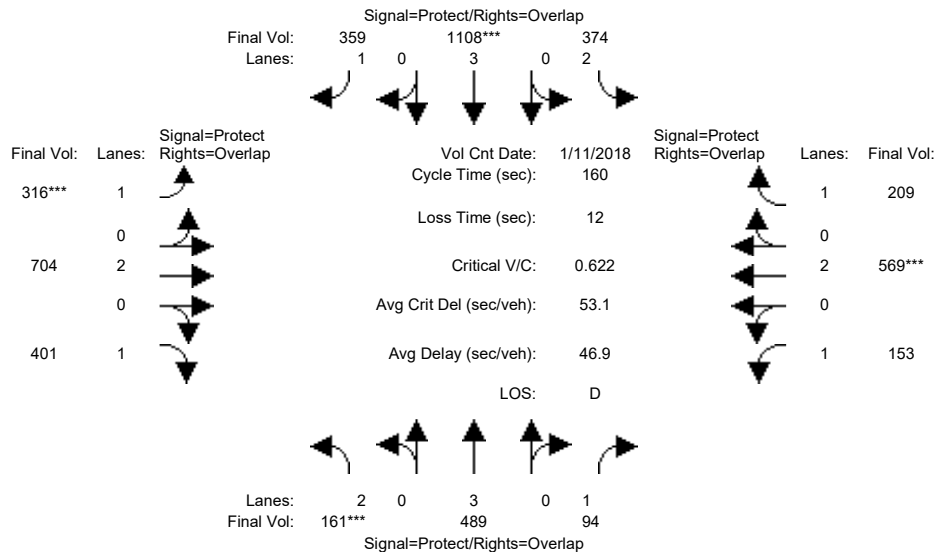 Signal=Protect/Rights=Overlap
Final Vol: 359 1108*** 374
Lanes: 1 0 3 0 2
Signal=Protect Signal=Protect
Final Vol: Lanes: Rights=Overlap Vol Cnt Date: 1/11/2018 Rights=Overlap Lanes: Final Vol:
Cycle Time (sec): 160
316*** 1 1 209
Loss Time (sec): 12
0 0
704 2 Critical V/C: 0.622 2 569***
0 Avg Crit Del (sec/veh): 53.1 0
401 1 Avg Delay (sec/veh): 46.9 1 153
LOS: D
Lanes: 2 0 3 0 1
Final Vol: 161*** 489 94
Signal=Protect/Rights=Overlap